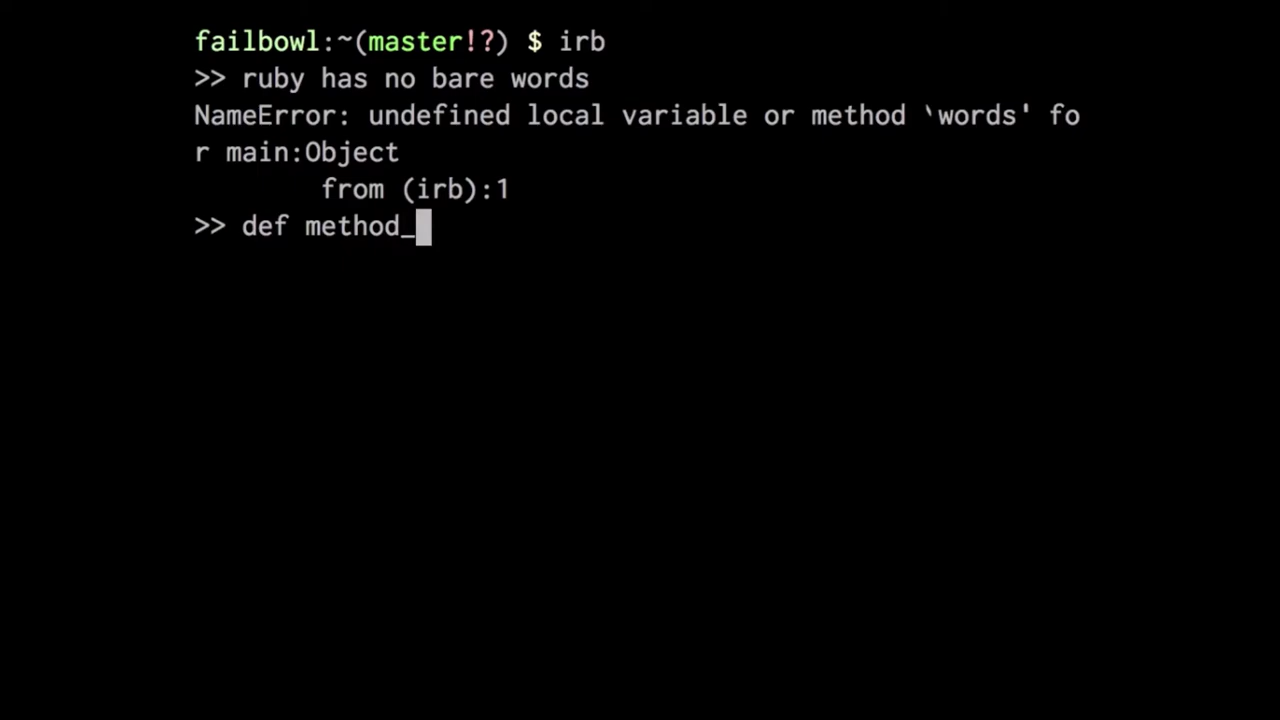 failbowl:~(master!?) $ irb
>> ruby has no bare words
NameError: undefined local variable or method `words' fo
r main:Object
        from (irb):1
>> def method_